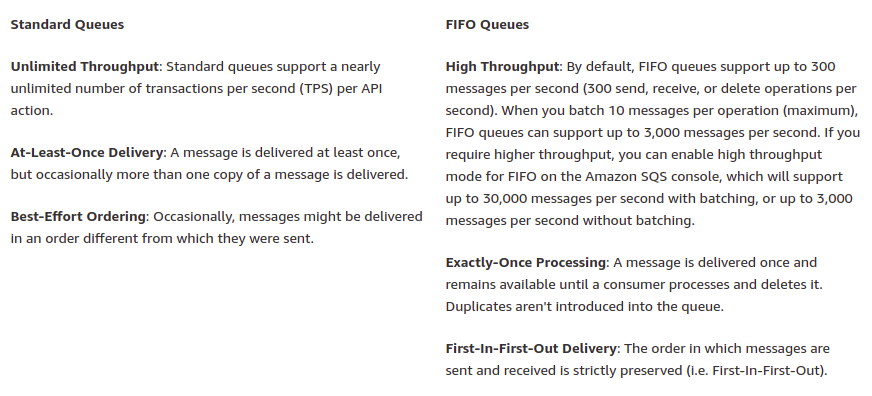 Standard Queues
Unlimited Throughput: Standard queues support a nearly
unlimited number of transactions per second (TPS) per API
action.
At-Least-Once Delivery: A message is delivered at least once,
but occasionally more than one copy of a message is delivered.
Best-Effort Ordering: Occasionally, messages might be delivered
in an order different from which they were sent.
FIFO Queues
High Throughput: By default, FIFO queues support up to 300
messages per second (300 send, receive, or delete operations per
second). When you batch 10 messages per operation (maximum),
FIFO queues can support up to 3,000 messages per second. If you
require higher throughput, you can enable high throughput
mode for FIFO on the Amazon SQS console, which will support
up to 30,000 messages per second with batching, or up to 3,000
messages per second without batching.
Exactly-Once Processing: A message is delivered once and
remains available until a consumer processes and deletes it.
Duplicates aren't introduced into the queue.
First-In-First-Out Delivery: The order in which messages are
sent and received is strictly preserved (i.e. First-In-First-Out).